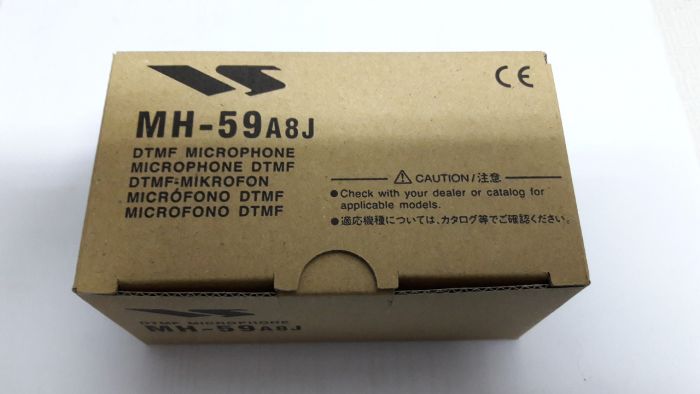 VS
CE
MH-59A8J
DTMF MICROPHONE
MICROPHONE DTMF
DTMF-MIKROFON
MICRÓFONO DTMF
MICROFONO DTMF
⚠ CAUTION/注意
●Check with your dealer or catalog for
applicable models.
●適応機種については、カタログ等でご確認ください。
DTMF MICROPHONE
MH-59A8J